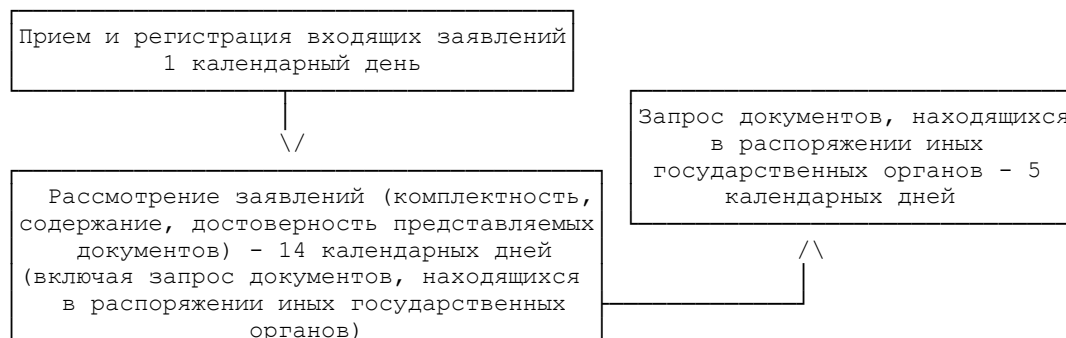 Прием и регистрация входящих заявлений
1 календарный день
Запрос документов, находящихся
в распоряжении иных
государственных органов - 5
календарных дней
Рассмотрение заявлений (комплектность,
содержание, достоверность представляемых
документов) - 14 календарных дней
(включая запрос документов, находящихся
в распоряжении иных государственных
органов)